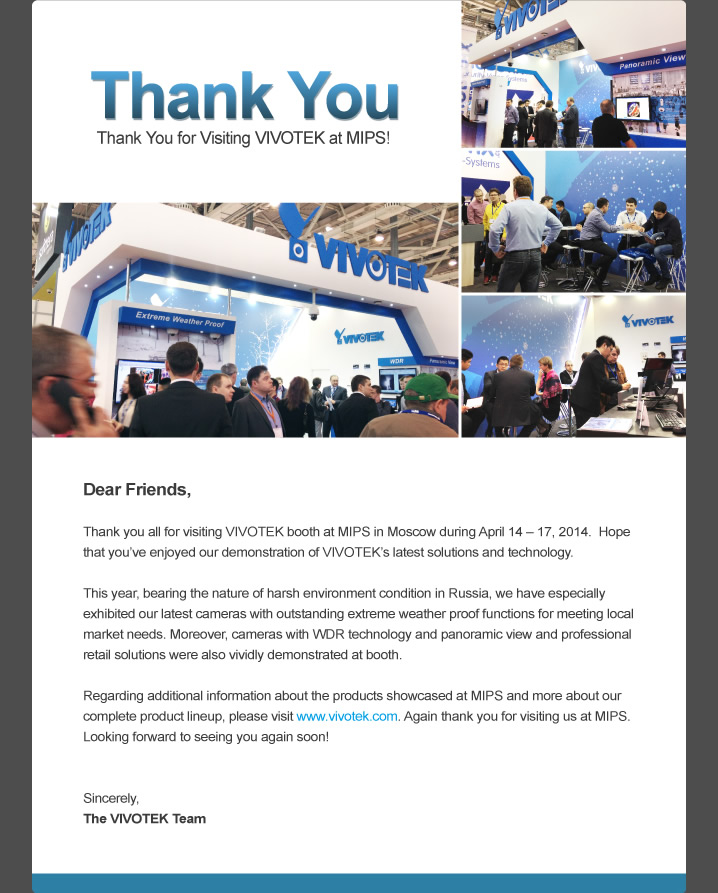 Thank You
Thank You for Visiting VIVOTEK at MIPS!
VIVOTEK
Panoramic View
-Systems
VIVOTEK
VIVOTEK
Extreme Weather Proof
VIVOTEK
WDR
Panoramic View
VIVOTEK
Dear Friends,
Thank you all for visiting VIVOTEK booth at MIPS in Moscow during April 14 – 17, 2014.  Hope
that you’ve enjoyed our demonstration of VIVOTEK’s latest solutions and technology.
This year, bearing the nature of harsh environment condition in Russia, we have especially
exhibited our latest cameras with outstanding extreme weather proof functions for meeting local
market needs. Moreover, cameras with WDR technology and panoramic view and professional
retail solutions were also vividly demonstrated at booth.
Regarding additional information about the products showcased at MIPS and more about our
complete product lineup, please visit www.vivotek.com. Again thank you for visiting us at MIPS.
Looking forward to seeing you again soon!
Sincerely,
The VIVOTEK Team